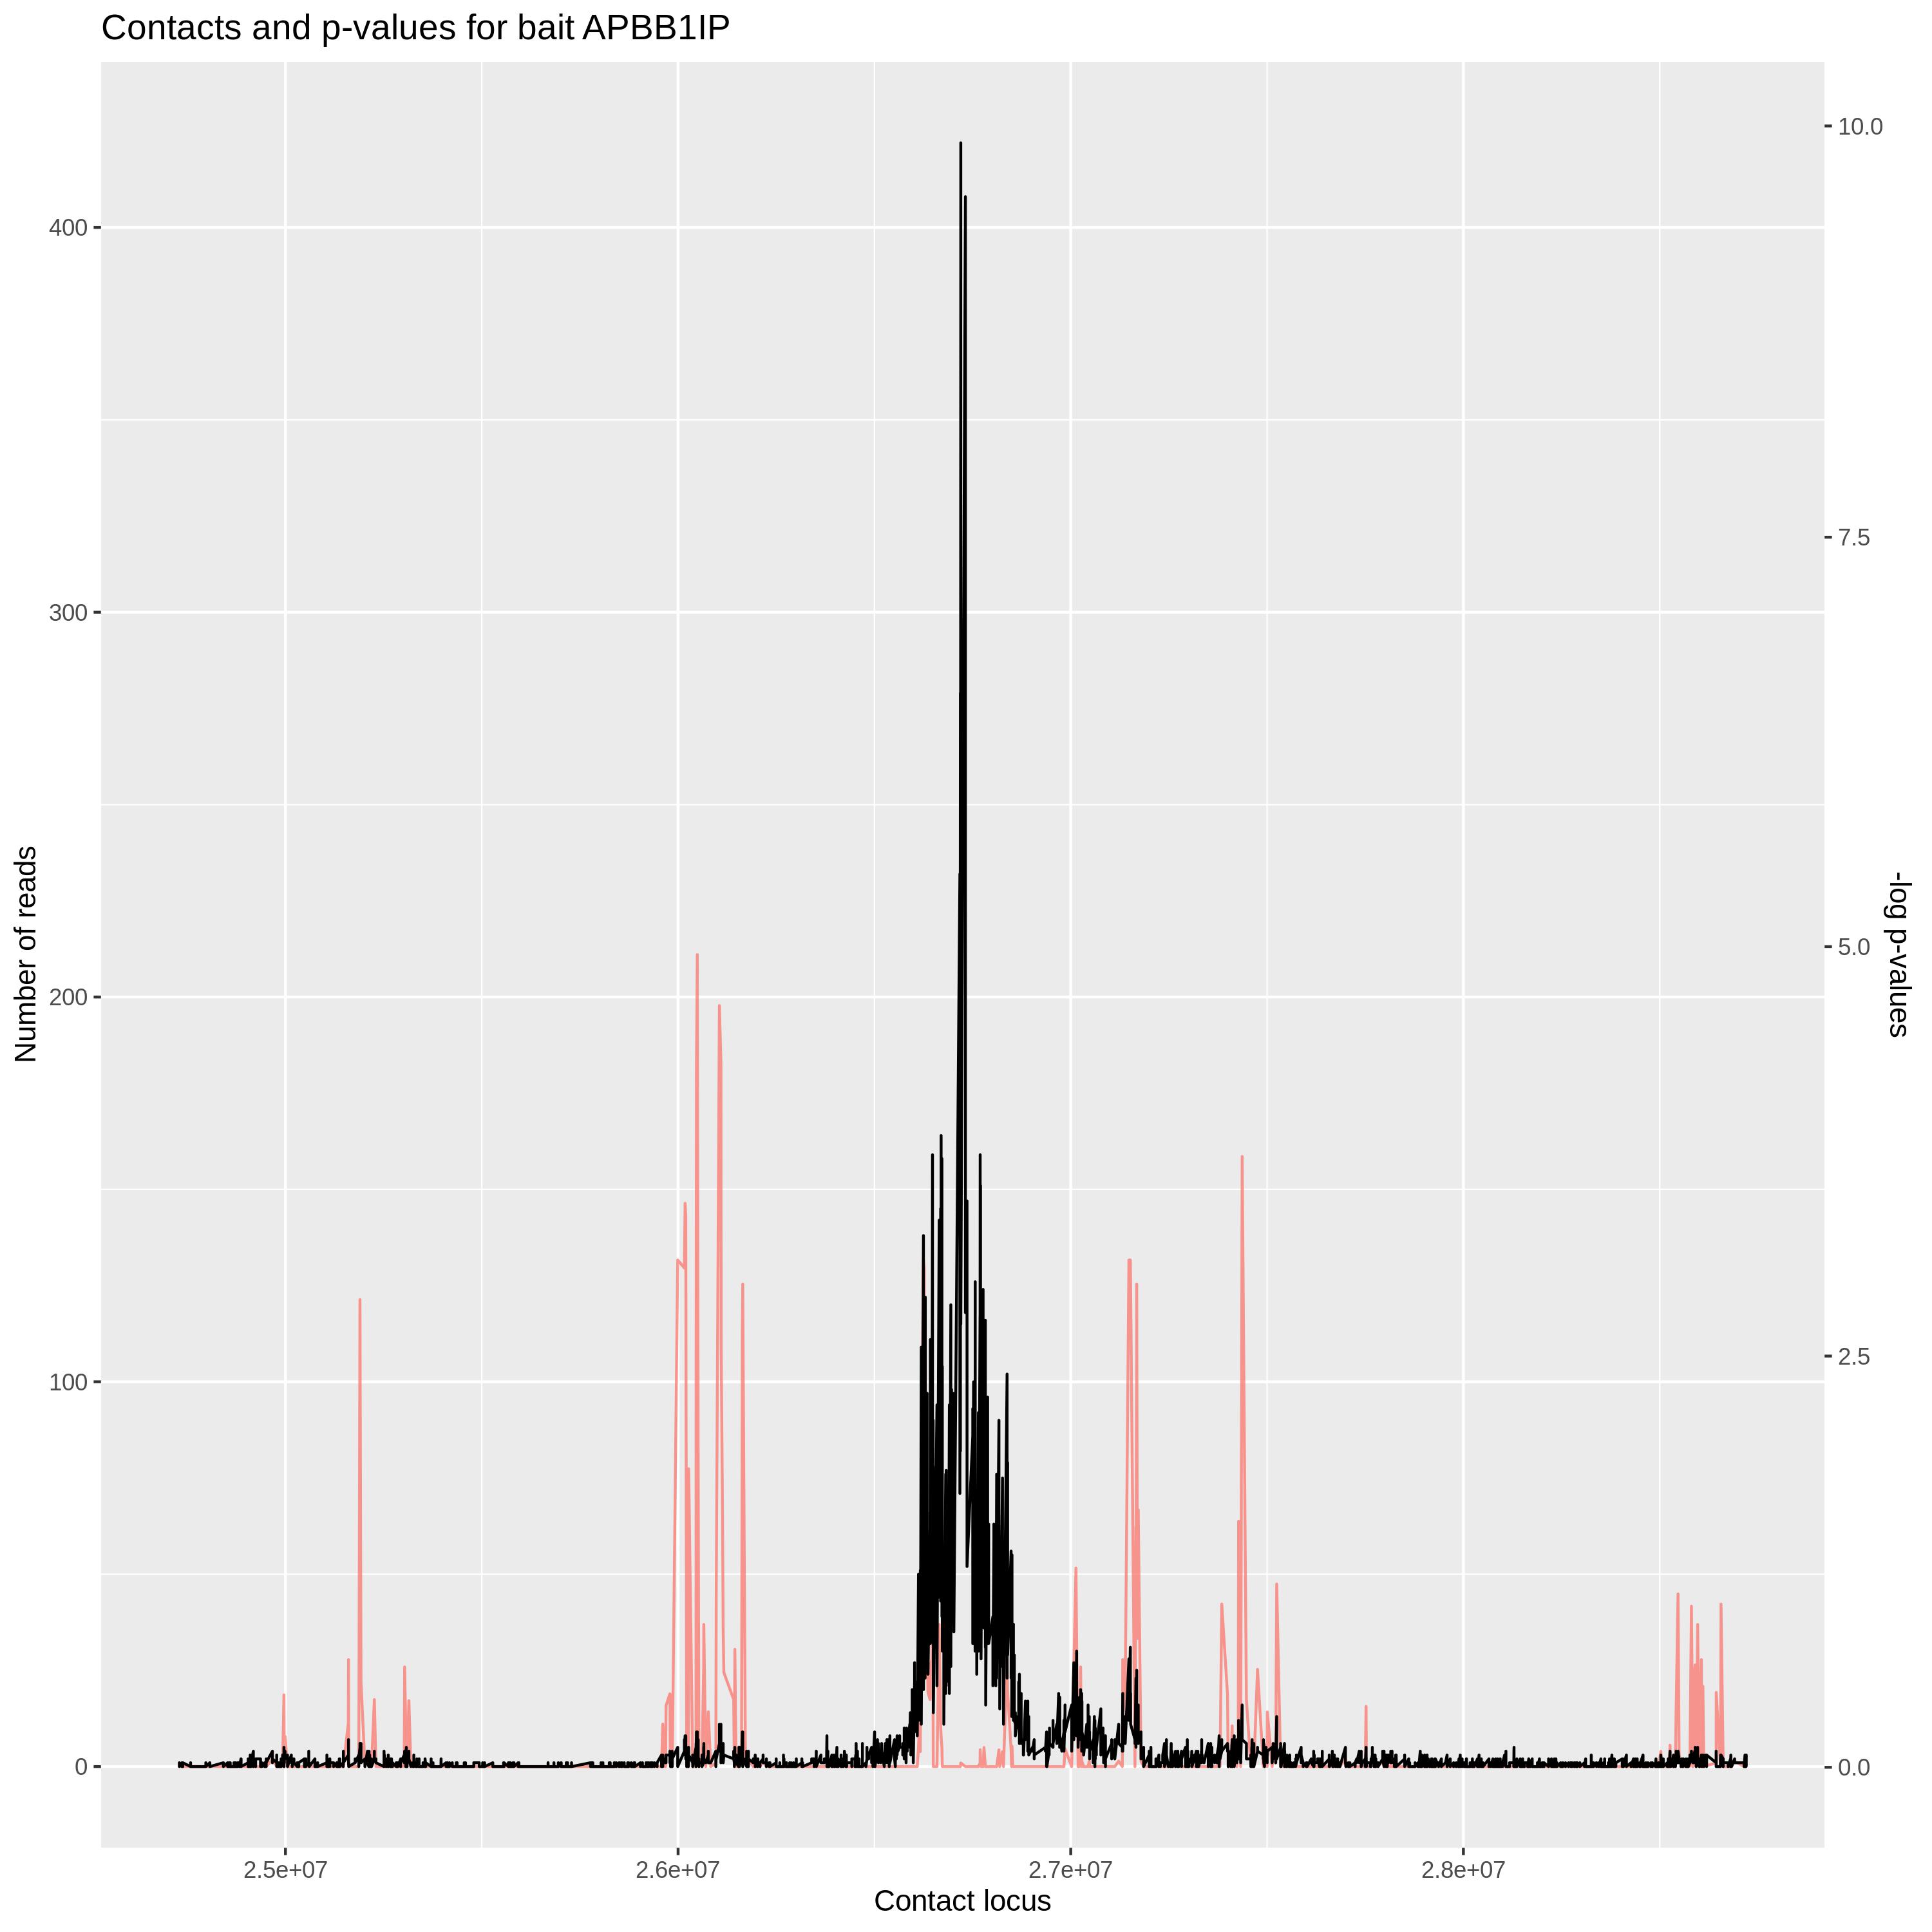 Contacts and p-values for bait APBB1IP
Number of reads
400
300
200
100
0
10.0
7.5
5.0
2.5
0.0
-log p-values
2.5e+07
2.6e+07
2.7e+07
2.8e+07
Contact locus